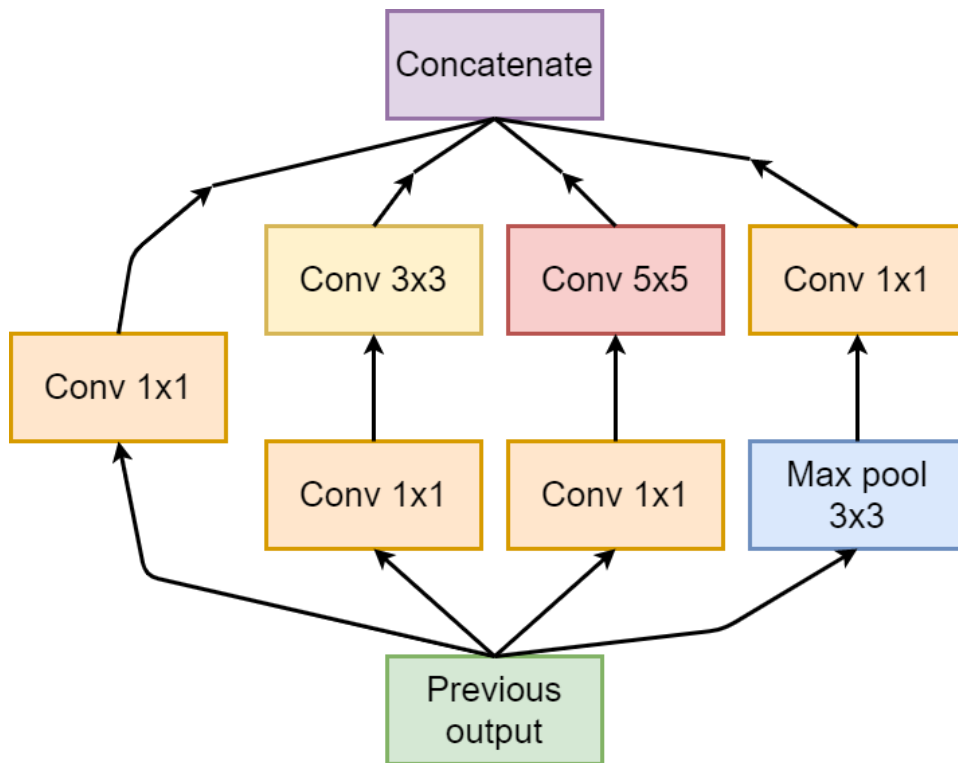 Concatenate
Conv 3x3
Conv 5x5
Conv 1x1
Conv 1x1
Conv 1x1
Conv 1x1
Max pool
3x3
Previous
output